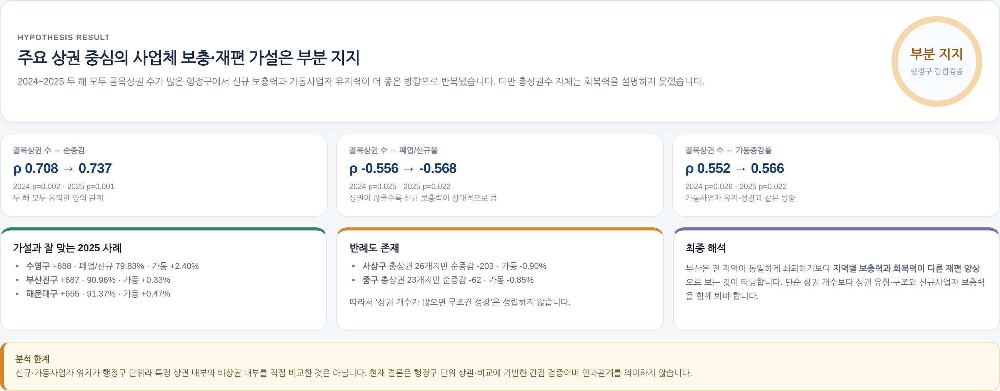 HYPOTHESIS RESULT
주요 상권 중심의 사업체 보충·재편 가설은 부분 지지
2024~2025 두 해 모두 골목상권 수가 많은 행정구에서 신규 보충력과 가동사업자 유지력이 더 좋은 방향으로 반복됐습니다. 다만 총상권수 자체는 회복력을 설명하지 못했습니다.
부분 지지
행정구 간접검증
골목상권 수 ↔ 순증감
ρ 0.708 → 0.737
2024 p=0.002 · 2025 p=0.001
두 해 모두 유의한 양의 관계
골목상권 수 ↔ 폐업/신규율
ρ -0.556 → -0.568
2024 p=0.025 · 2025 p=0.022
상권이 많을수록 신규 보충력이 상대적으로 큼
골목상권 수 ↔ 가동증감률
ρ 0.552 → 0.566
2024 p=0.026 · 2025 p=0.022
가동사업자 유지·성장과 같은 방향
가설과 잘 맞는 2025 사례
• 수영구 +888 · 폐업/신규 79.83% · 가동 +2.40%
• 부산진구 +687 · 90.96% · 가동 +0.33%
• 해운대구 +655 · 91.37% · 가동 +0.47%
반례도 존재
• 사상구 총상권 26개지만 순증감 -203 · 가동 -0.90%
• 중구 총상권 23개지만 순증감 -62 · 가동 -0.85%
따라서 ‘상권 개수가 많으면 무조건 성장’은 성립하지 않습니다.
최종 해석
부산은 전 지역이 동일하게 쇠퇴하기보다 지역별 보충력과 회복력이 다른 재편 양상
으로 보는 것이 타당합니다. 단순 상권 개수보다 상권 유형·구조와 신규사업자 보충력
을 함께 봐야 합니다.
분석 한계
신규·가동사업자 위치가 행정구 단위라 특정 상권 내부와 비상권 내부를 직접 비교한 것은 아닙니다. 현재 결론은 행정구 단위 상관·비교에 기반한 간접 검증이며 인과관계를 의미하지 않습니다.